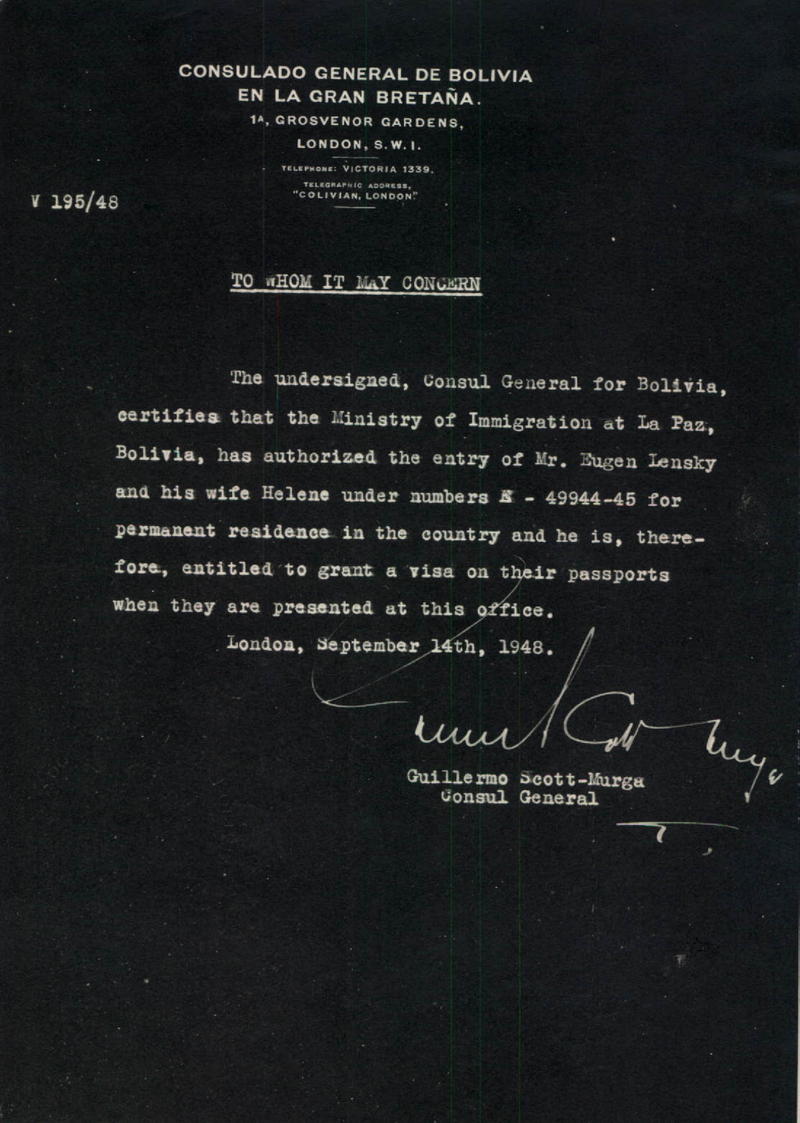 CONSULADO GENERAL DE BOLIVIA
EN LA GRAN BRETAÑA.
1A, GROSVENOR GARDENS,
LONDON, S.W.1.
TELEPHONE: VICTORIA 1339.
TELEGRAPHIC ADDRESS,
"COLIVIAN, LONDON."
V 195/48
TO WHOM IT MAY CONCERN
The undersigned, Consul General for Bolivia,
certifies that the Ministry of Immigration at La Paz,
Bolivia, has authorized the entry of Mr. Eugen Lensky
and his wife Helene under numbers - 49944-45 for
permanent residence in the country and he is, there-
fore, entitled to grant a visa on their passports
when they are presented at this office.
London, September 14th, 1948.
Guillermo Scott-Murga
Consul General